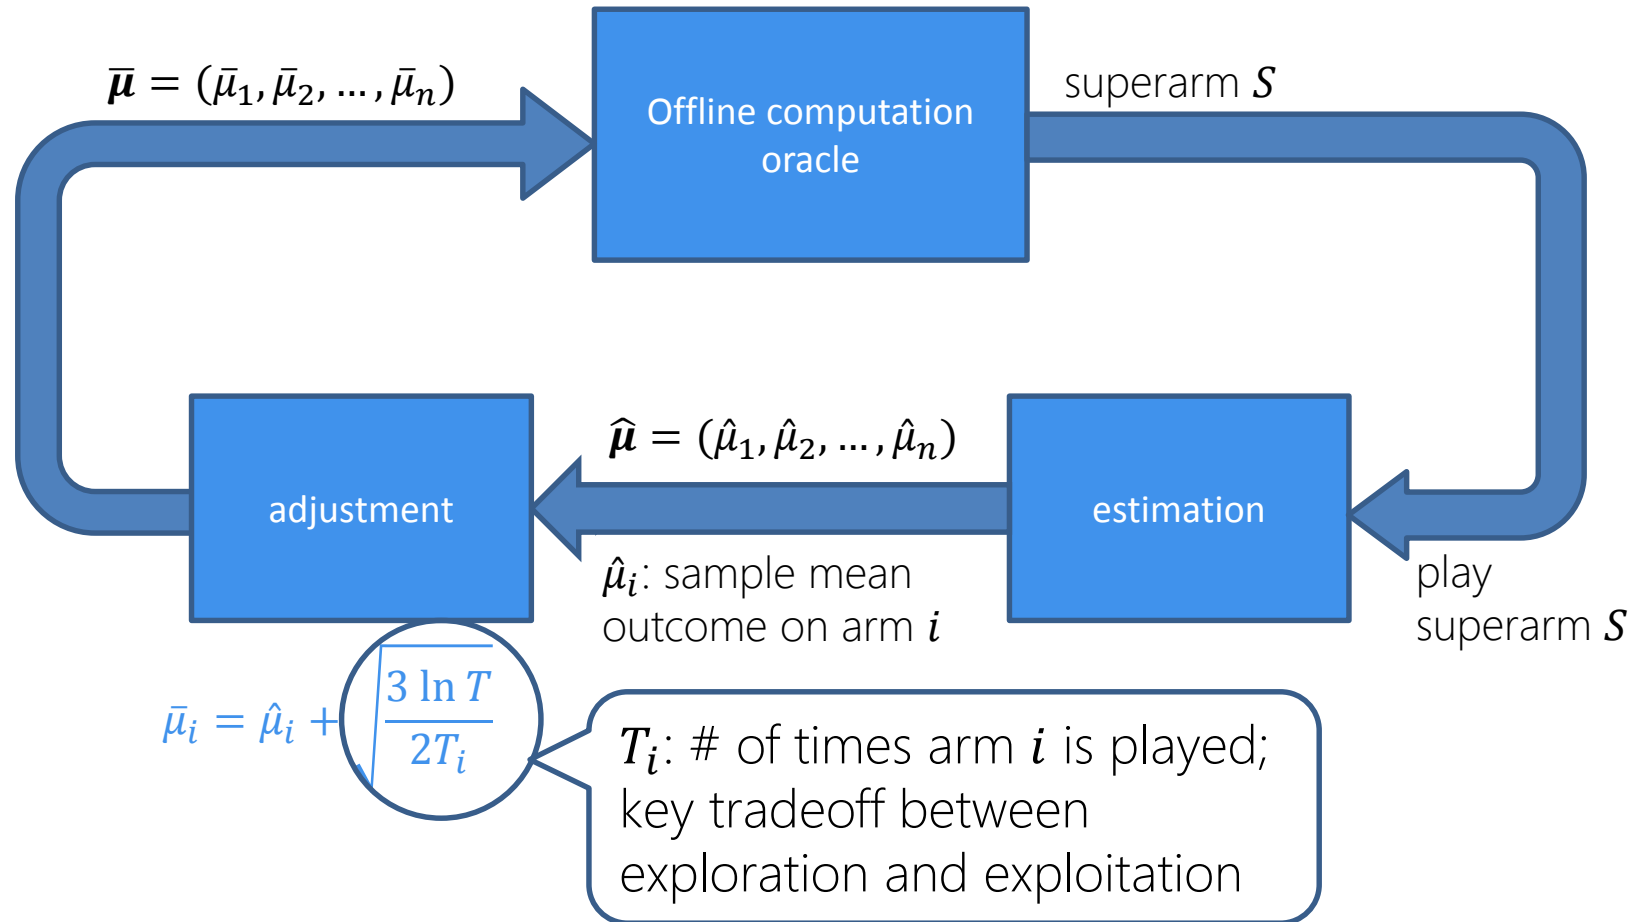 𝝁̄ = (μ̄₁, μ̄₂, …, μ̄ₙ)
Offline computation
oracle
superarm S
adjustment
𝝁̂ = (μ̂₁, μ̂₂, …, μ̂ₙ)
estimation
μ̂ᵢ: sample mean
outcome on arm i
play
superarm S
μ̄ᵢ = μ̂ᵢ + √(3 ln T / 2Tᵢ)
Tᵢ: # of times arm i is played;
key tradeoff between
exploration and exploitation